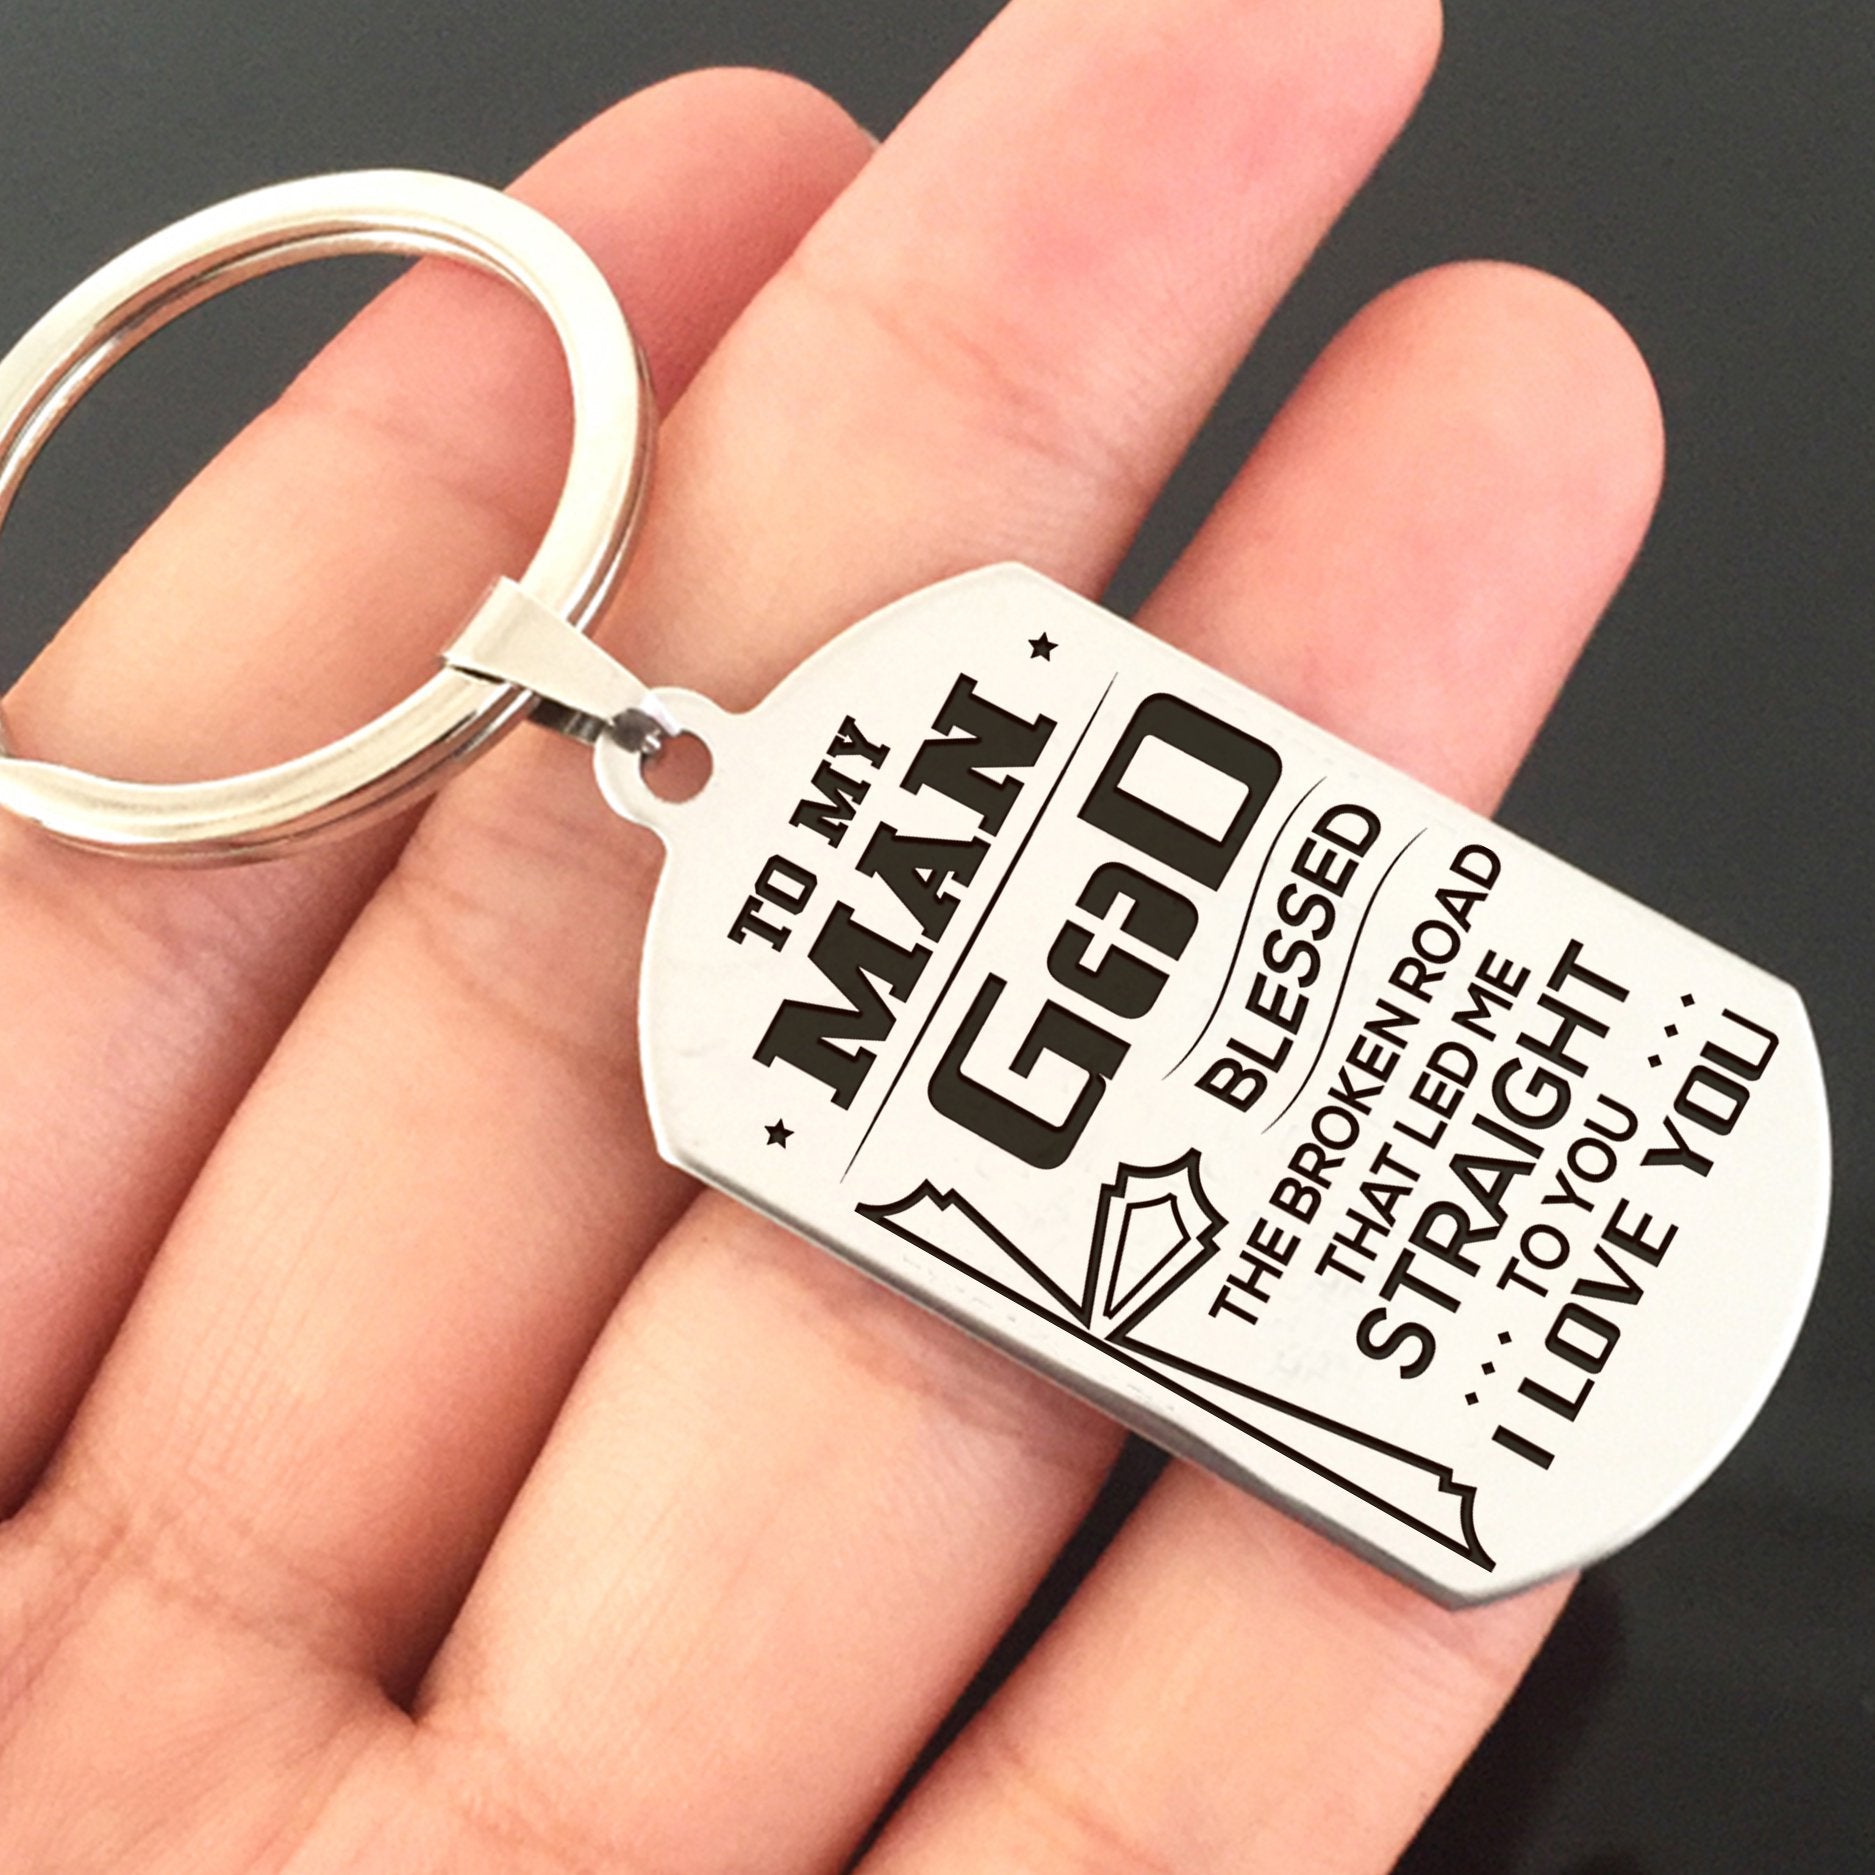 TO MY
MAN
GOD
BLESSED
THE BROKEN ROAD
THAT LED ME
STRAIGHT
TO YOU
I LOVE YOU